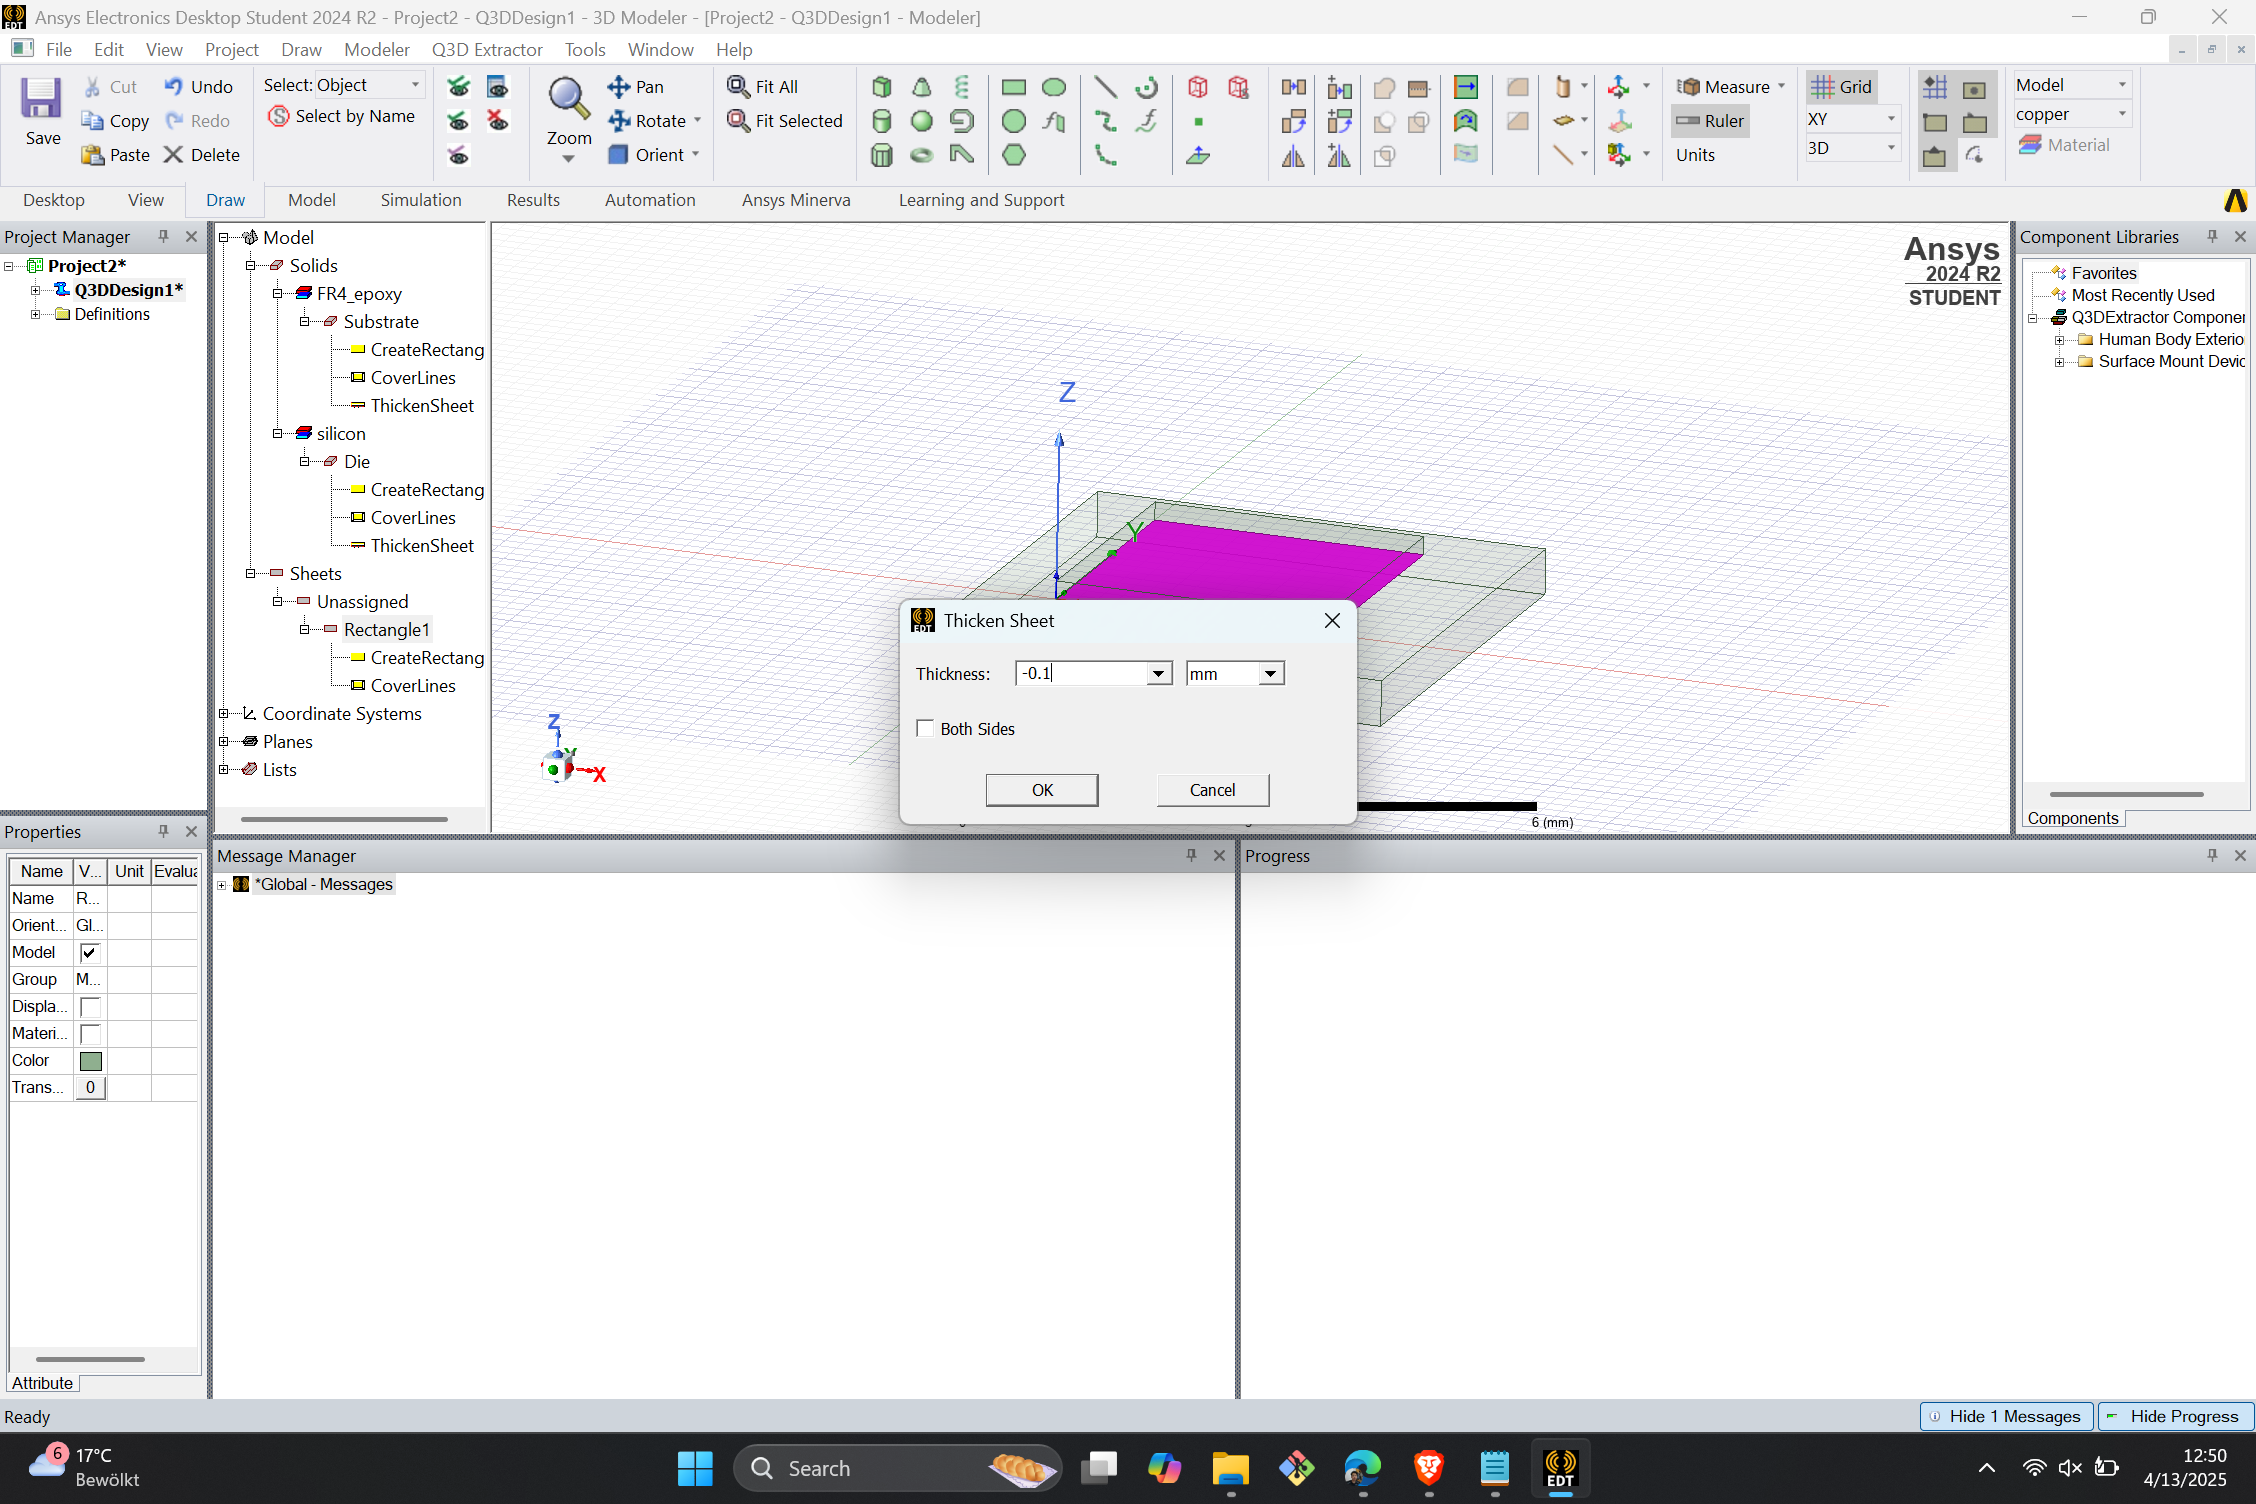 Ansys Electronics Desktop Student 2024 R2 - Project2 - Q3DDesign1 - 3D Modeler - [Project2 - Q3DDesign1 - Modeler]
File Edit View Project Draw Modeler Q3D Extractor Tools Window Help
Save
Cut
Copy
Paste
Undo
Redo
Delete
Select: Object
Select by Name
Zoom
Pan
Rotate
Orient
Fit All
Fit Selected
Measure
Ruler
Units
Grid
XY
3D
Model
copper
Material
Desktop View Draw Model Simulation Results Automation Ansys Minerva Learning and Support
Project Manager
Project2*
Q3DDesign1*
Definitions
Model
Solids
FR4_epoxy
Substrate
CreateRectang
CoverLines
ThickenSheet
silicon
Die
CreateRectang
CoverLines
ThickenSheet
Sheets
Unassigned
Rectangle1
CreateRectang
CoverLines
Coordinate Systems
Planes
Lists
Z
Y
Z
Y
X
Ansys
2024 R2
STUDENT
6 (mm)
Thicken Sheet
Thickness: -0.1 mm
Both Sides
OK Cancel
Component Libraries
Favorites
Most Recently Used
Q3DExtractor Componer
Human Body Exterio
Surface Mount Devic
Components
Properties
Name V... Unit Evalua
Name R...
Orient... Gl...
Model
Group M...
Displa...
Materi...
Color
Trans... 0
Attribute
Message Manager
*Global - Messages
Progress
Ready
Hide 1 Messages
Hide Progress
6
17°C
Bewölkt
Search
EDT
12:50
4/13/2025